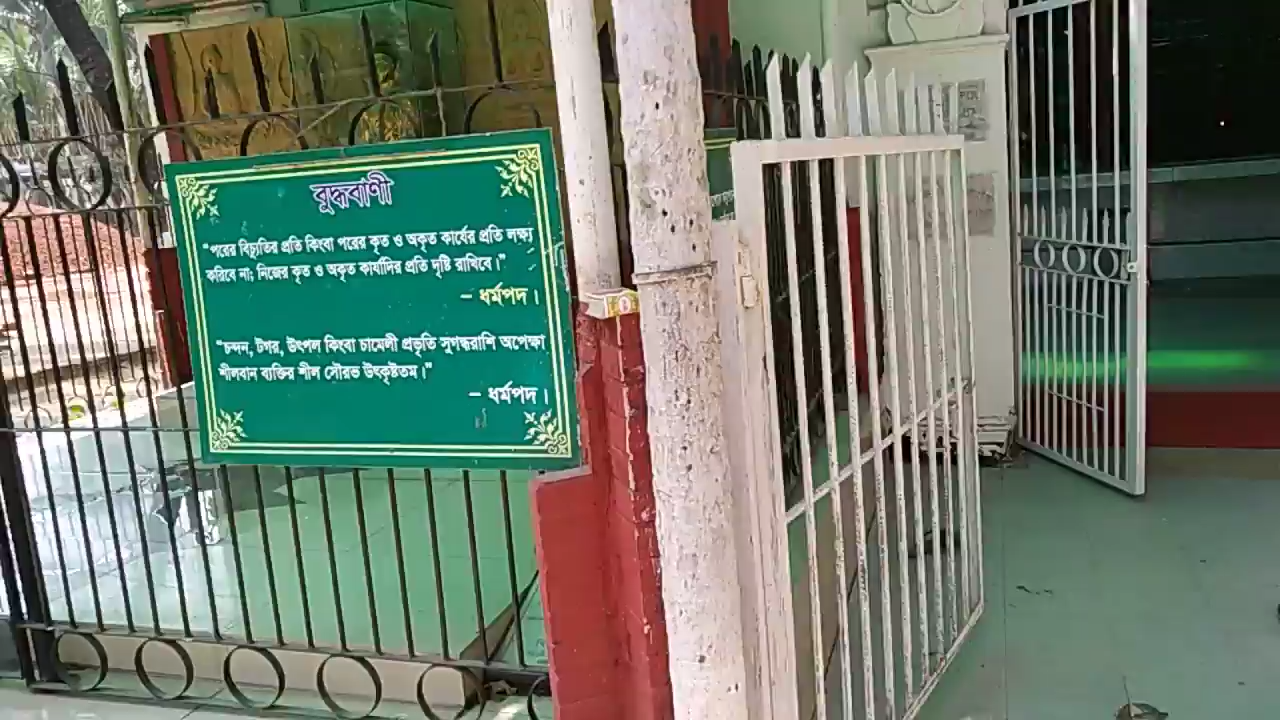 বুদ্ধবাণী
“পরের বিচ্যুতির প্রতি কিংবা পরের কৃত ও অকৃত কার্যের প্রতি লক্ষ্য
করিবে না; নিজের কৃত ও অকৃত কার্যাদির প্রতি দৃষ্টি রাখিবে।”
– ধর্মপদ।
“চন্দন, টগর, উৎপল কিংবা চামেলী প্রভৃতি সুগন্ধরাশি অপেক্ষা
শীলবান ব্যক্তির শীল সৌরভ উৎকৃষ্টতম।”
– ধর্মপদ।